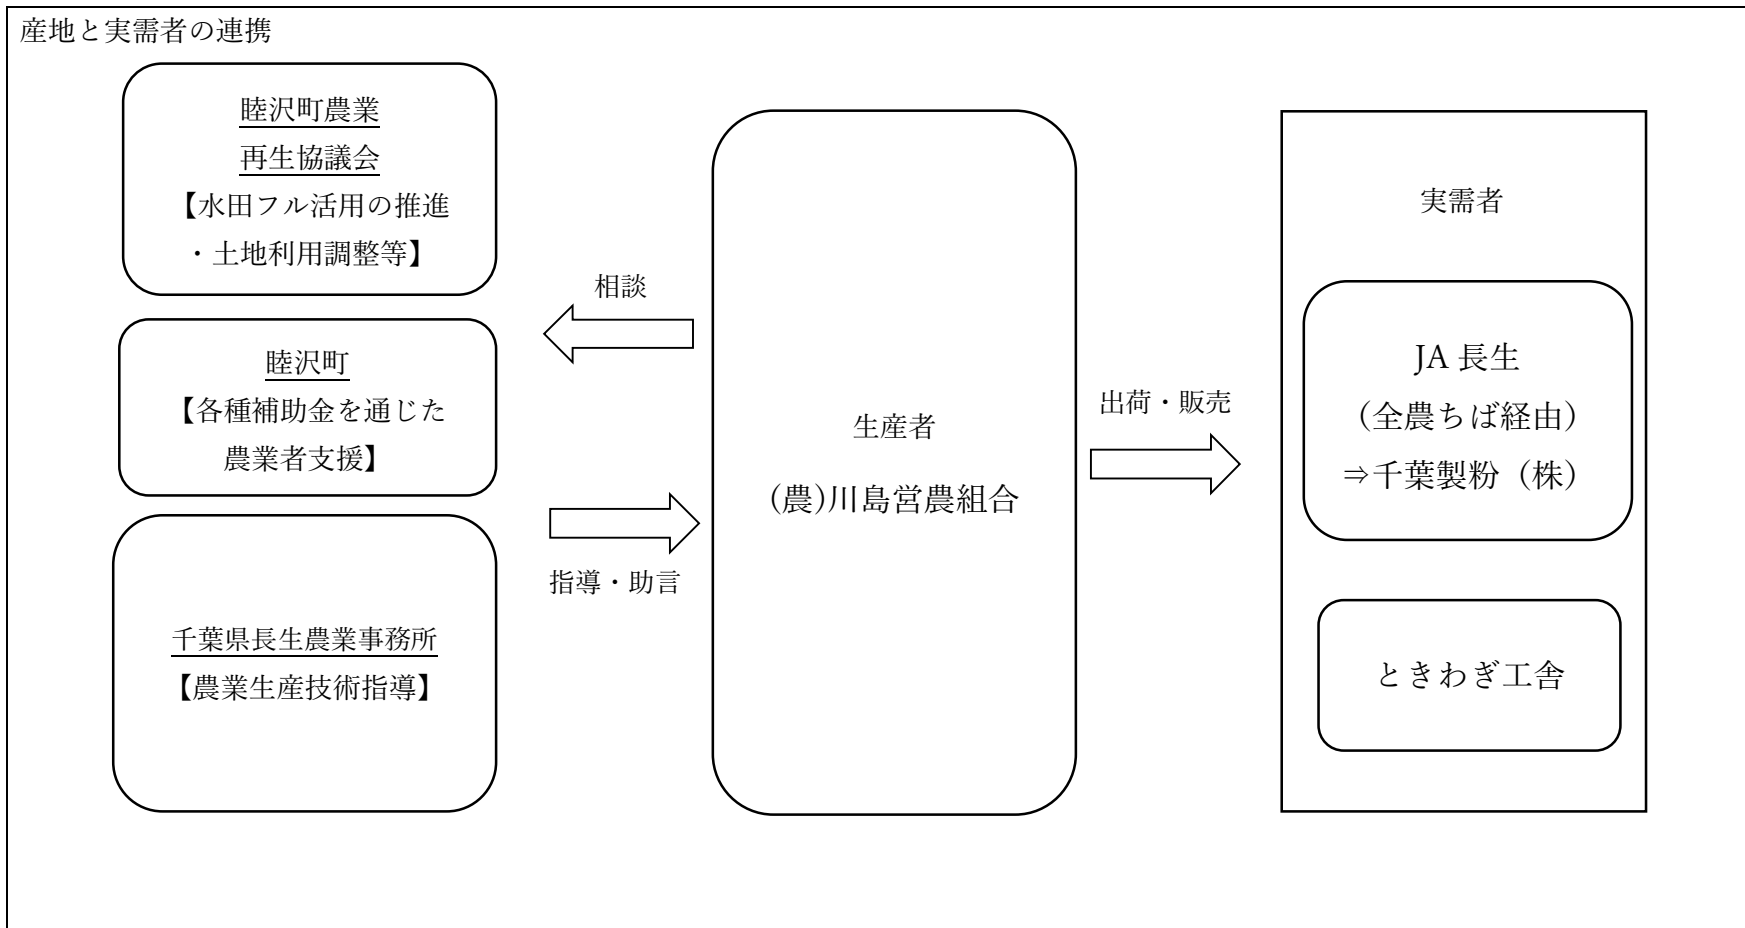 産地と実需者の連携
睦沢町農業
再生協議会
【水田フル活用の推進
・土地利用調整等】
睦沢町
【各種補助金を通じた
農業者支援】
千葉県長生農業事務所
【農業生産技術指導】
相談
指導・助言
生産者
(農)川島営農組合
出荷・販売
実需者
JA 長生
（全農ちば経由）
⇒千葉製粉（株）
ときわぎ工舎